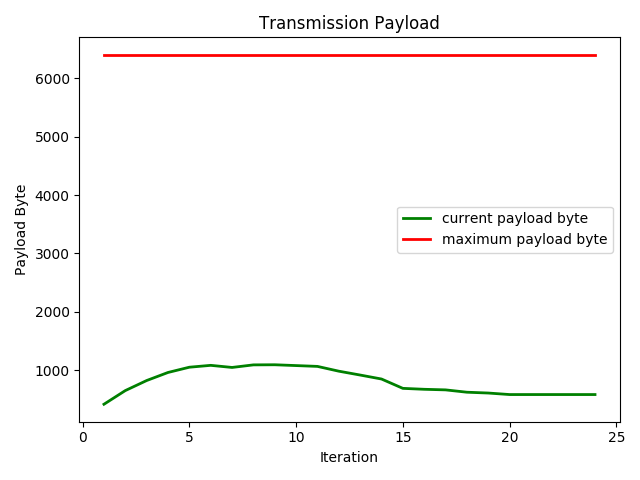 Transmission Payload
Payload Byte
6000
5000
4000
3000
2000
1000
current payload byte
maximum payload byte
0
5
10
15
20
25
Iteration